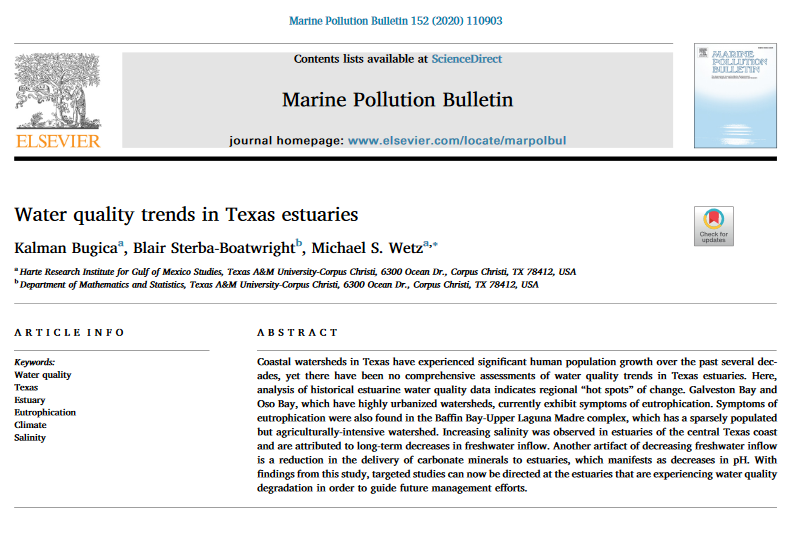 Marine Pollution Bulletin 152 (2020) 110903
Contents lists available at ScienceDirect
Marine Pollution Bulletin
journal homepage: www.elsevier.com/locate/marpolbul
ELSEVIER
MARINE
POLLUTION
BULLETIN
Water quality trends in Texas estuaries
Check for
updates
Kalman Bugicaᵃ, Blair Sterba-Boatwrightᵇ, Michael S. Wetzᵃ,*
ᵃ Harte Research Institute for Gulf of Mexico Studies, Texas A&M University-Corpus Christi, 6300 Ocean Dr., Corpus Christi, TX 78412, USA
ᵇ Department of Mathematics and Statistics, Texas A&M University-Corpus Christi, 6300 Ocean Dr., Corpus Christi, TX 78412, USA
ARTICLE INFO
Keywords:
Water quality
Texas
Estuary
Eutrophication
Climate
Salinity
ABSTRACT
Coastal watersheds in Texas have experienced significant human population growth over the past several dec-
ades, yet there have been no comprehensive assessments of water quality trends in Texas estuaries. Here,
analysis of historical estuarine water quality data indicates regional “hot spots” of change. Galveston Bay and
Oso Bay, which have highly urbanized watersheds, currently exhibit symptoms of eutrophication. Symptoms of
eutrophication were also found in the Baffin Bay-Upper Laguna Madre complex, which has a sparsely populated
but agriculturally-intensive watershed. Increasing salinity was observed in estuaries of the central Texas coast
and are attributed to long-term decreases in freshwater inflow. Another artifact of decreasing freshwater inflow
is a reduction in the delivery of carbonate minerals to estuaries, which manifests as decreases in pH. With
findings from this study, targeted studies can now be directed at the estuaries that are experiencing water quality
degradation in order to guide future management efforts.